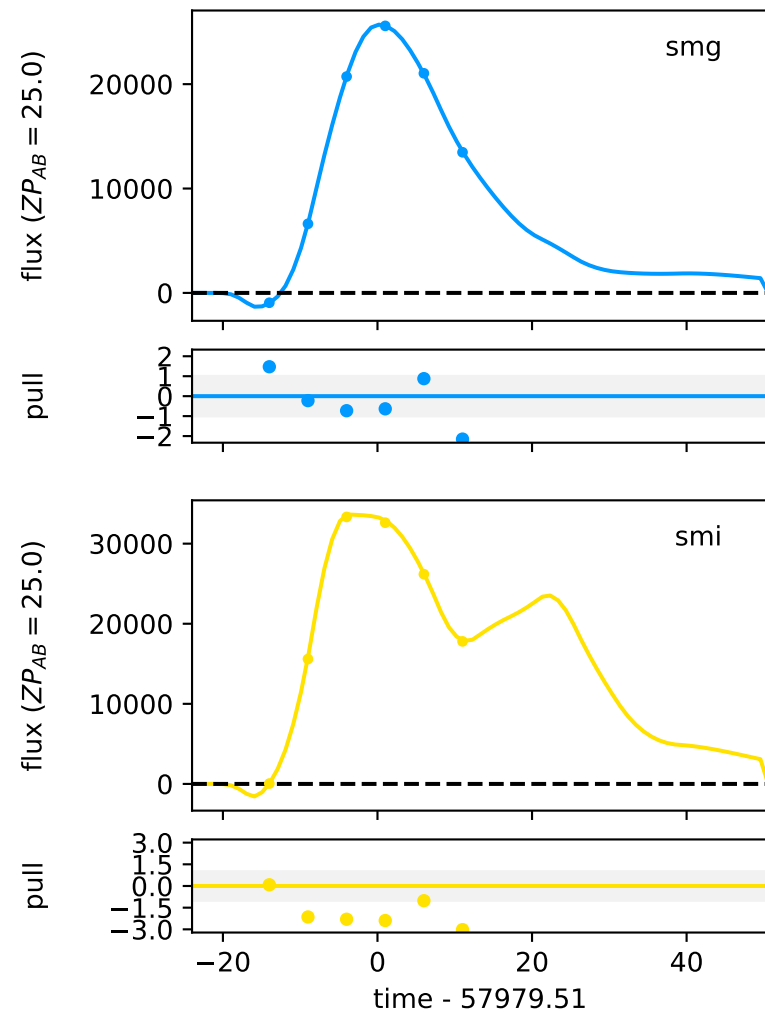 smg
flux (ZP_AB = 25.0)
20000
10000
0
pull
2
1
0
−1
−2
smi
flux (ZP_AB = 25.0)
30000
20000
10000
0
pull
3.0
1.5
0.0
−1.5
−3.0
−20 0 20 40
time - 57979.51